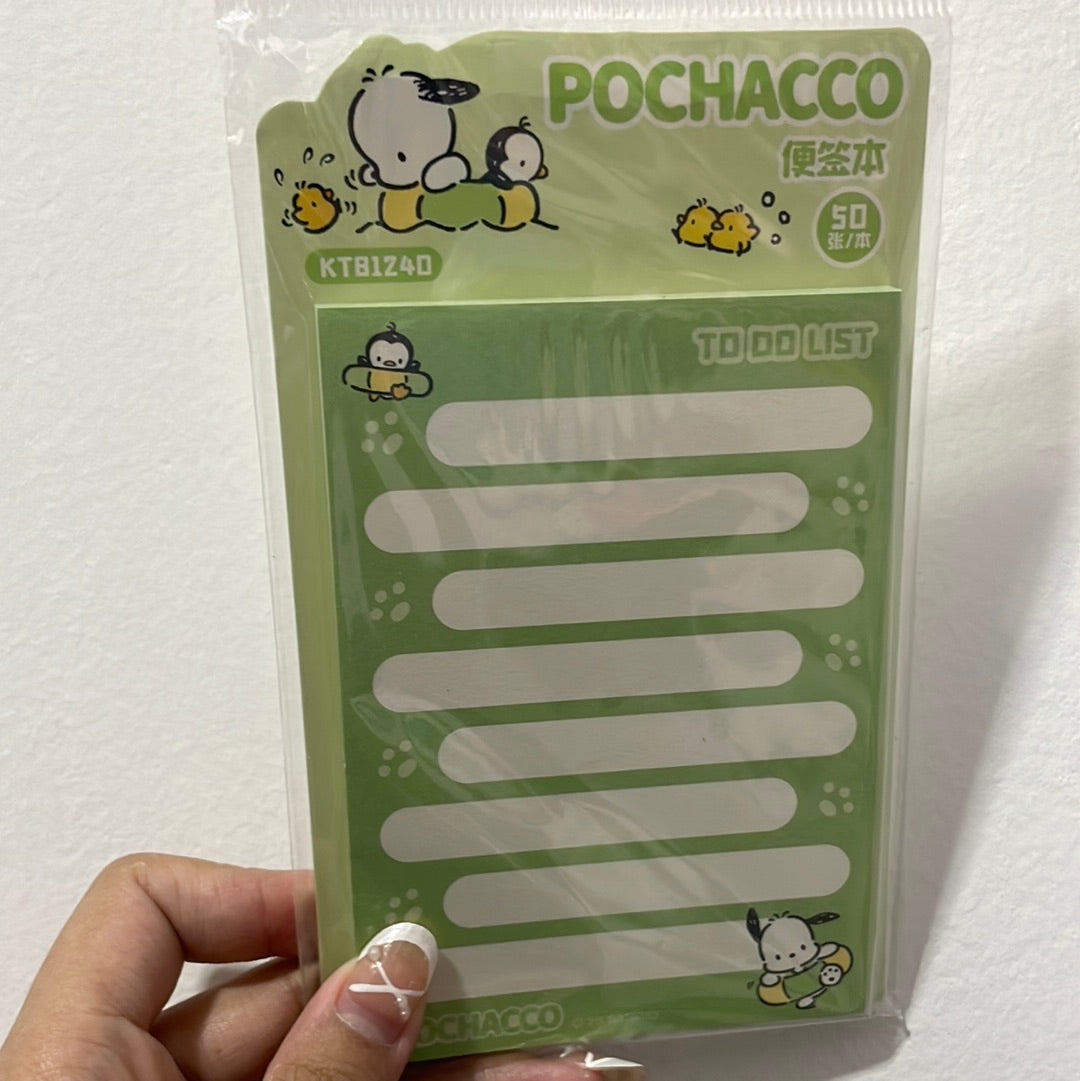 POCHACCO
便签本
50
张/本
KTB1240
TO DO LIST
POCHACCO